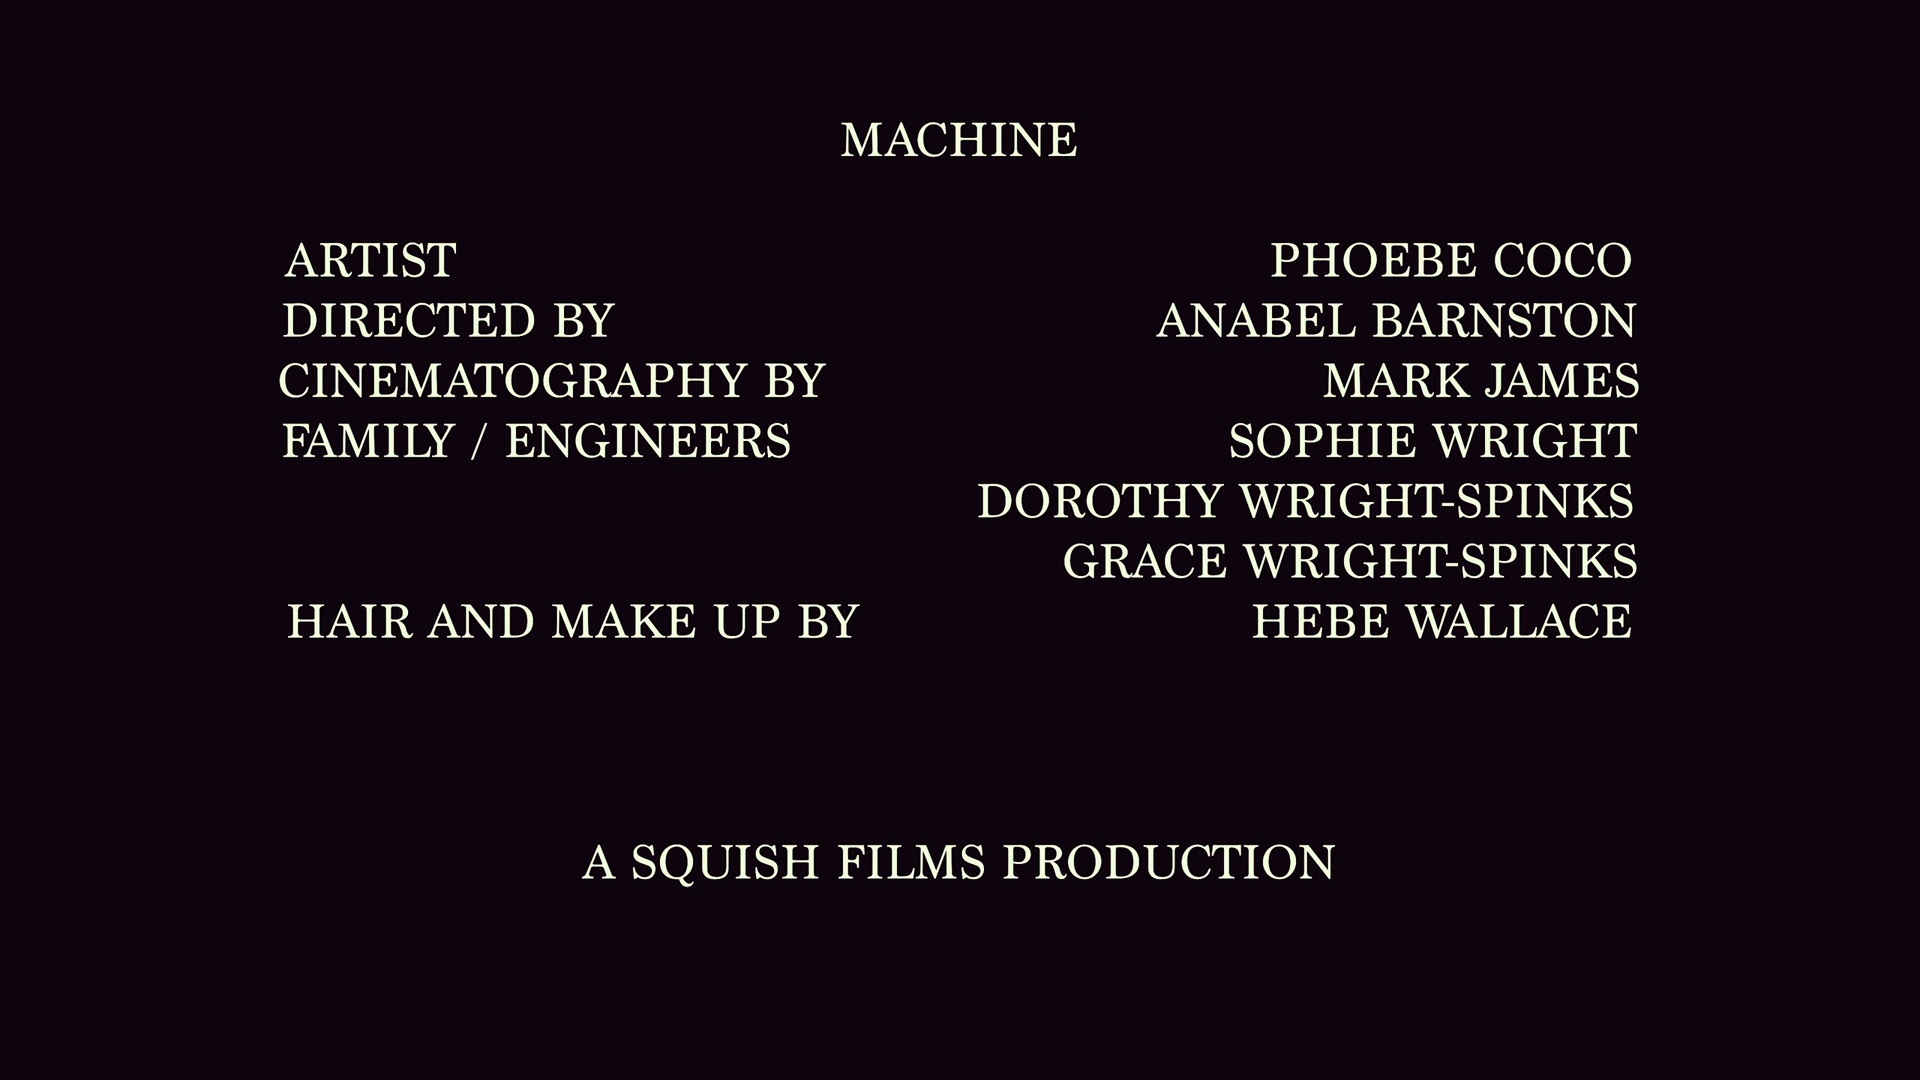 MACHINE
ARTIST PHOEBE COCO
DIRECTED BY ANABEL BARNSTON
CINEMATOGRAPHY BY MARK JAMES
FAMILY / ENGINEERS SOPHIE WRIGHT
DOROTHY WRIGHT-SPINKS
GRACE WRIGHT-SPINKS
HAIR AND MAKE UP BY HEBE WALLACE
A SQUISH FILMS PRODUCTION